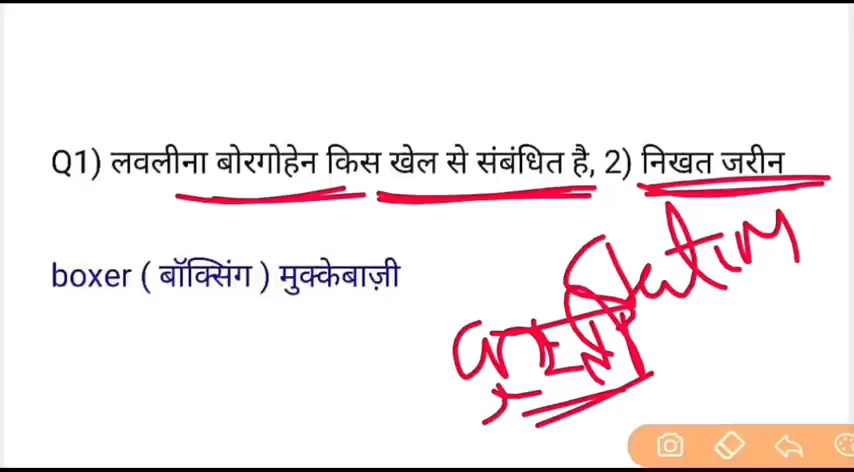 Q1) लवलीना बोरगोहेन किस खेल से संबंधित है, 2) निखत जरीन
boxer ( बॉक्सिंग ) मुक्केबाज़ी